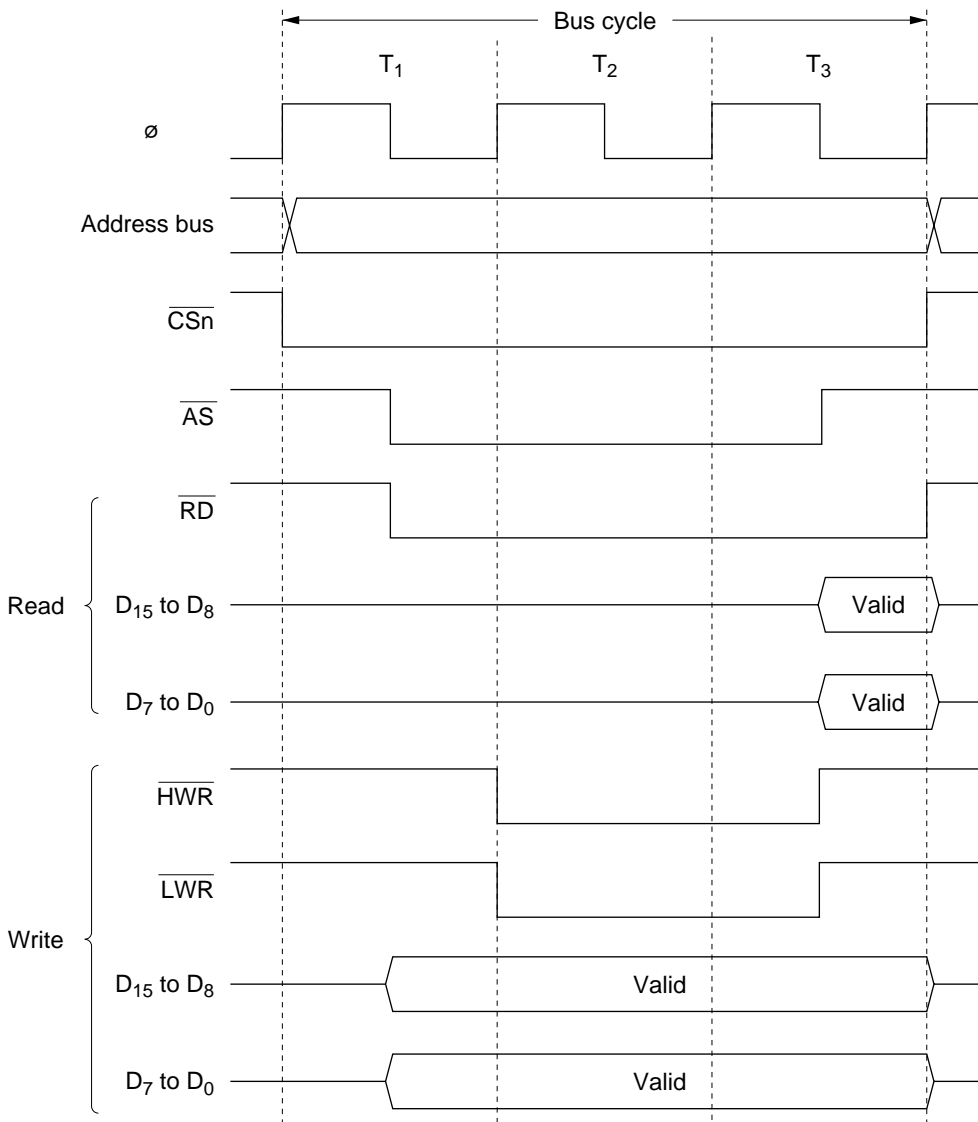 Bus cycle
T1 T2 T3
ø
Address bus
CSn
AS
RD
Read
D15 to D8 Valid
D7 to D0 Valid
HWR
LWR
Write
D15 to D8 Valid
D7 to D0 Valid